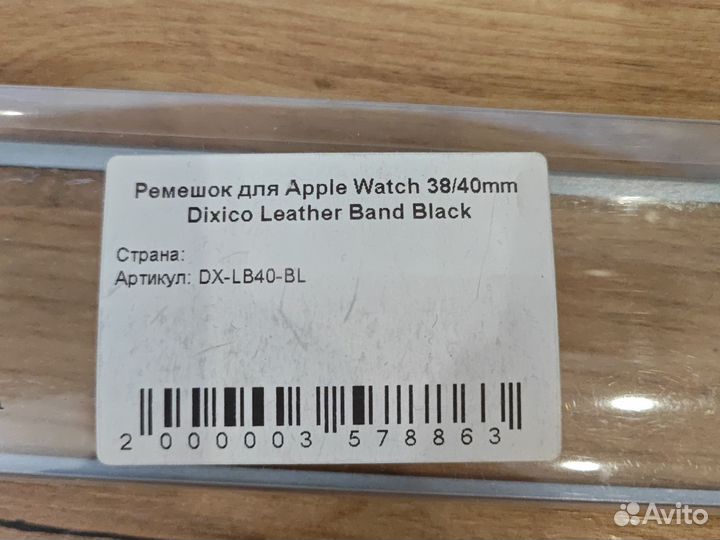 Ремешок для Apple Watch 38/40mm
Dixico Leather Band Black
Страна:
Артикул: DX-LB40-BL
2 000003 578863
Avito